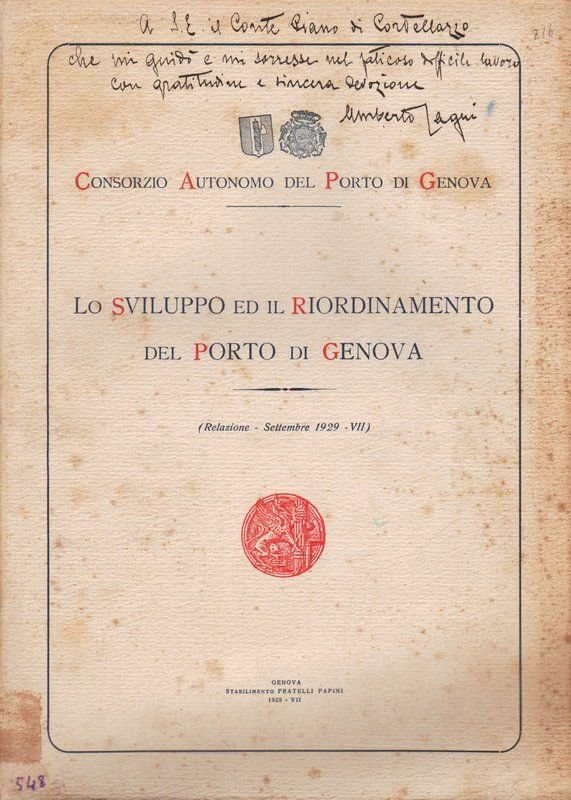 A S.E. il Conte Ciano di Cortellazzo
216
che mi guidò e mi sorresse nel faticoso difficile lavoro
con gratitudine e sincera devozione
Umberto
CONSORZIO AUTONOMO DEL PORTO DI GENOVA
LO SVILUPPO ED IL RIORDINAMENTO
DEL PORTO DI GENOVA
(Relazione - Settembre 1929 - VII)
GENOVA
STABILIMENTO FRATELLI PAPINI
1929 - VII
548